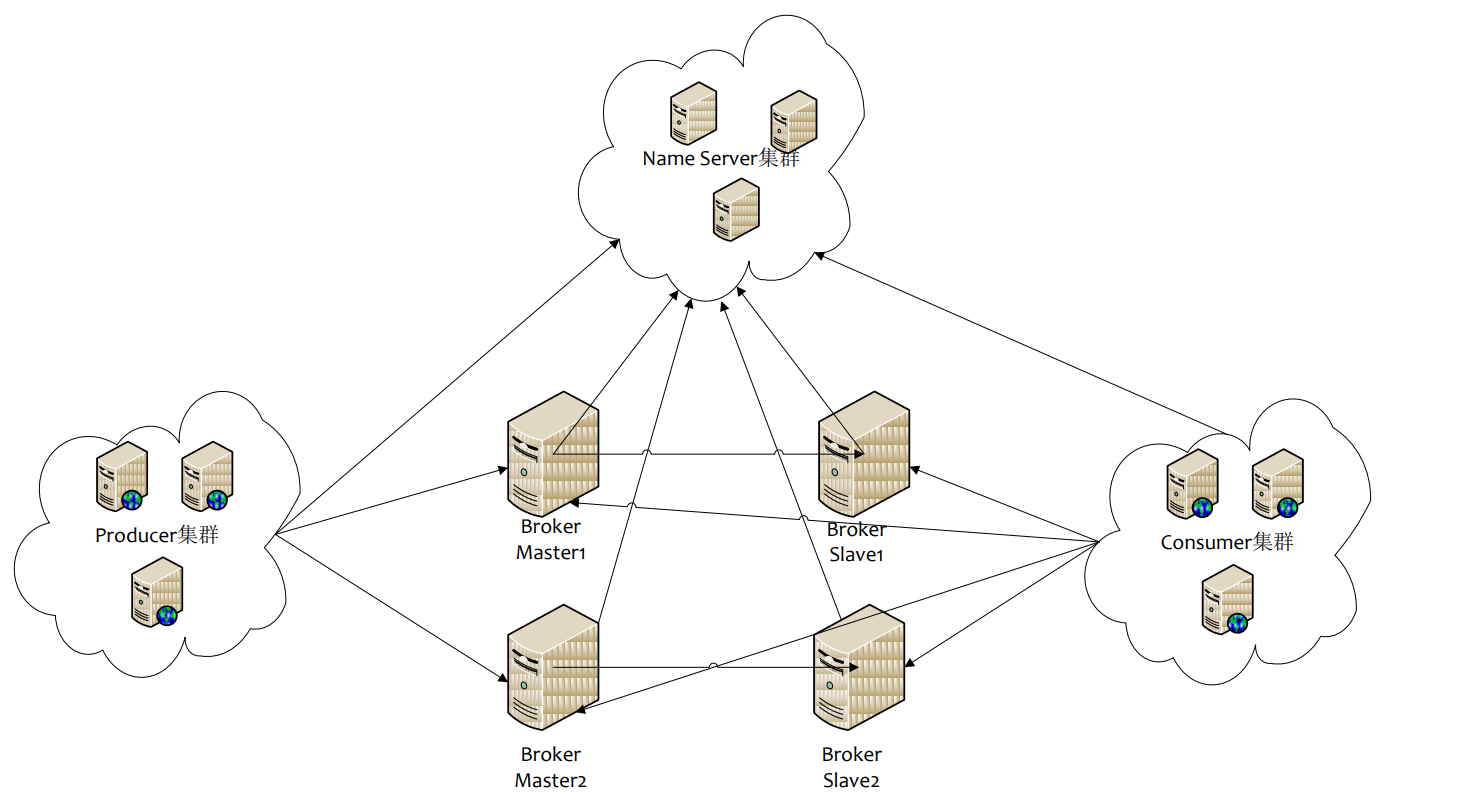 Name Server集群
Producer集群
Broker
Master1
Broker
Slave1
Consumer集群
Broker
Master2
Broker
Slave2